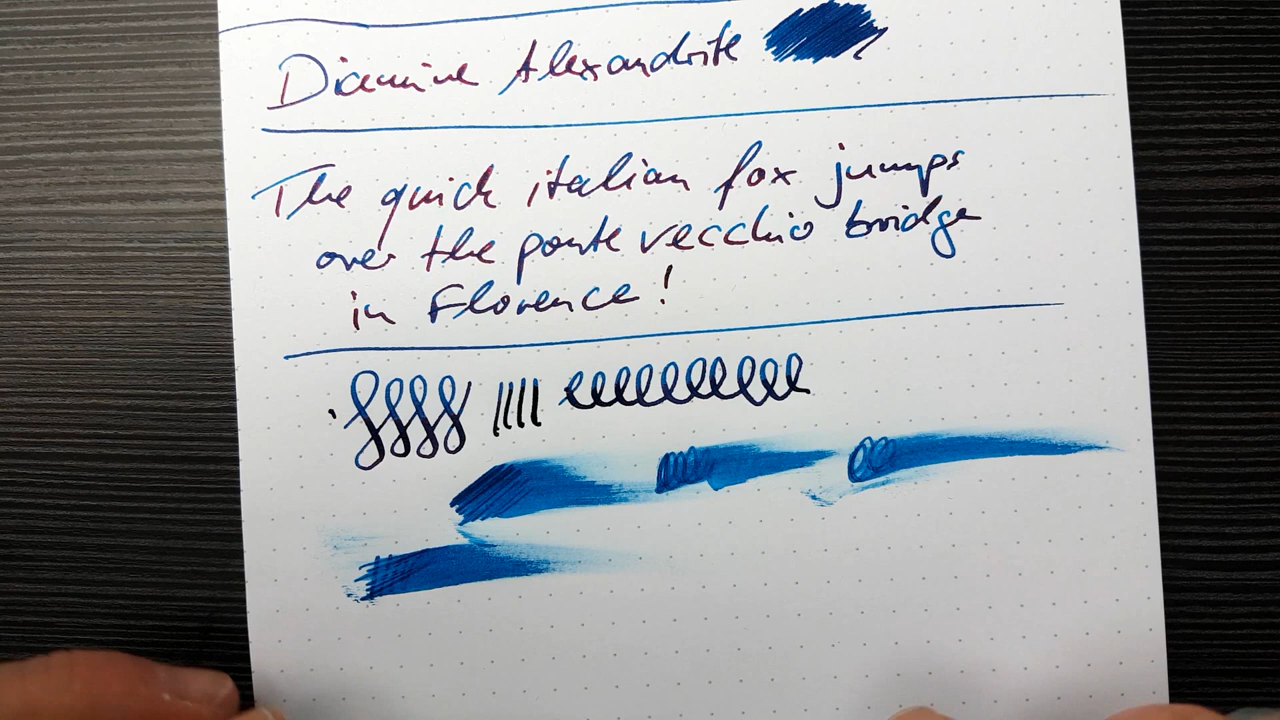 Diamine Alexandrite
The quick italian fox jumps
over the ponte vecchio bridge
in Florence!